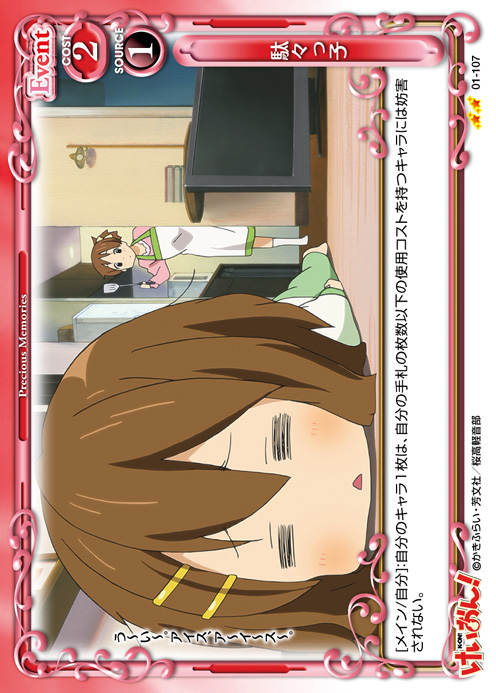 Precious Memories
Event
COST
2
SOURCE
1
駄々っ子
う～い～。アイス ア～イ～ス～。
[メイン/自分]:自分のキャラ1枚は、自分の手札の枚数以下の使用コストを持つキャラには妨害
されない。
けいおん!
K-ON!
©かきふらい・芳文社／桜高軽音部
01-107